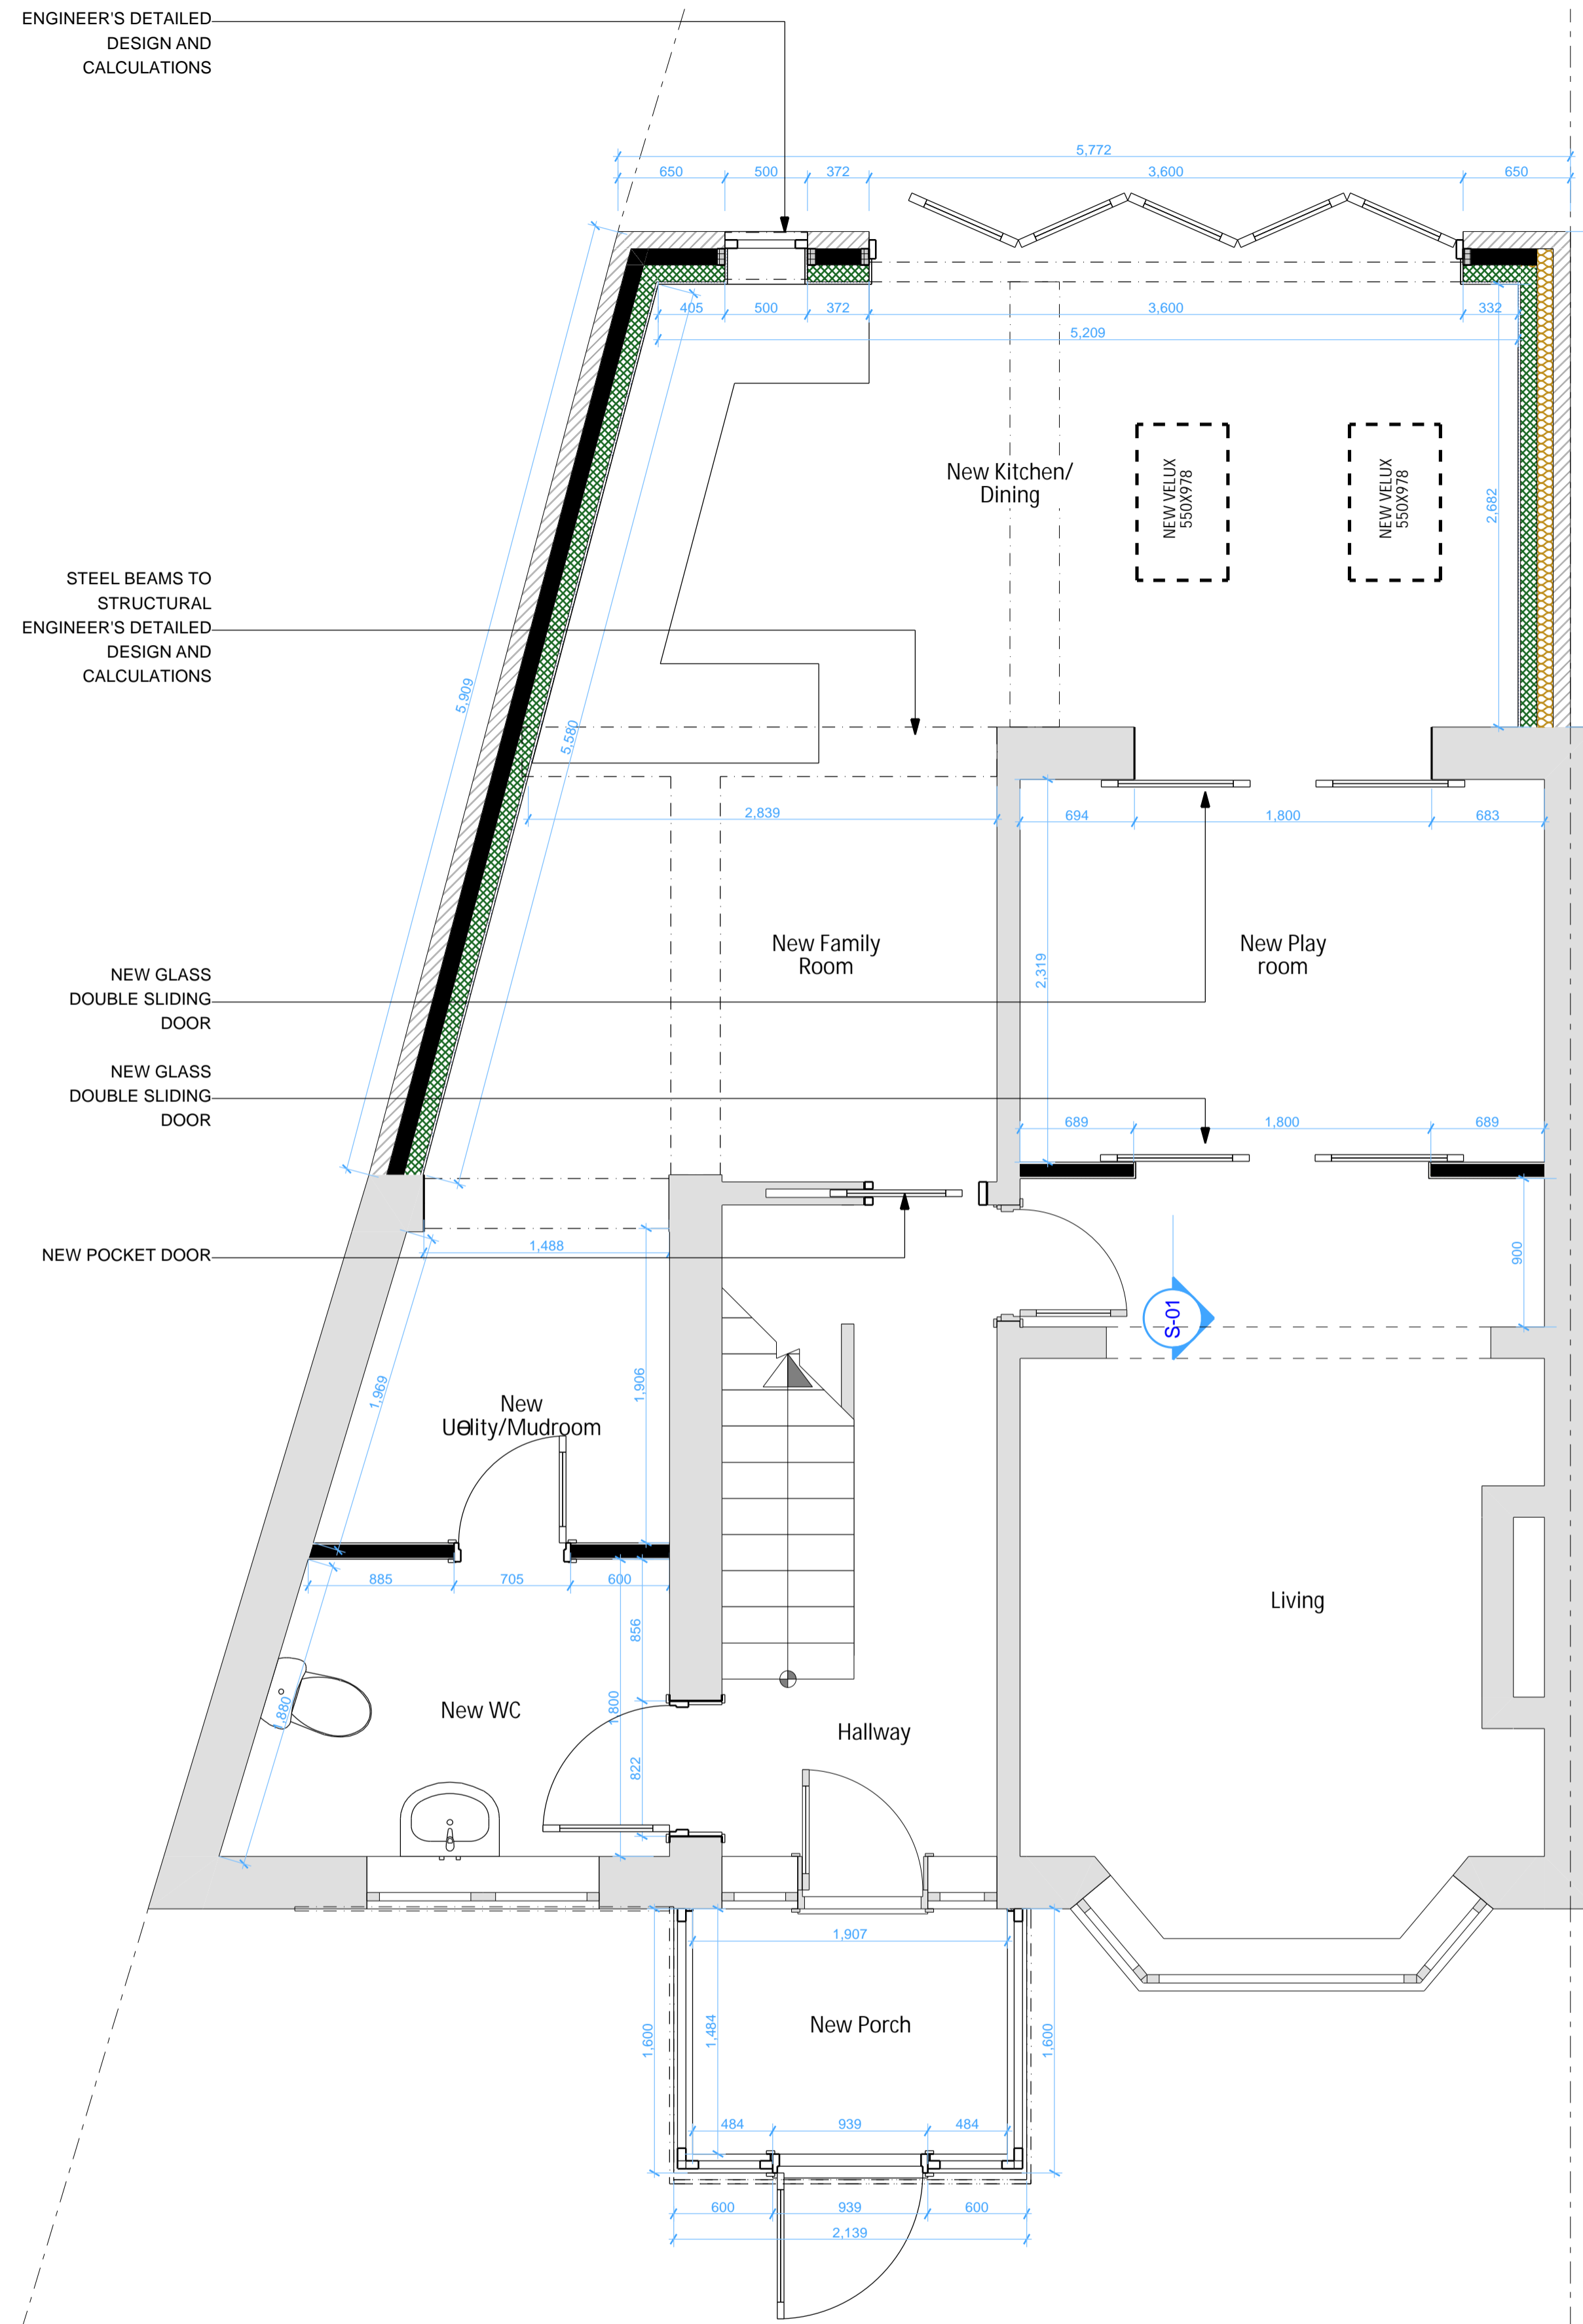 ENGINEER'S DETAILED
DESIGN AND
CALCULATIONS
5,772
650
500
372
3,600
650
405
500
372
3,600
332
5,209
New Kitchen/
Dining
NEW VELUX
550X978
NEW VELUX
550X978
2,682
STEEL BEAMS TO
STRUCTURAL
ENGINEER'S DETAILED
DESIGN AND
CALCULATIONS
5,909
5,580
2,839
694
1,800
683
New Family
Room
New Play
room
2,319
NEW GLASS
DOUBLE SLIDING
DOOR
NEW GLASS
DOUBLE SLIDING
DOOR
689
1,800
689
NEW POCKET DOOR
1,488
900
S-01
1,969
1,906
New
UƟlity/Mudroom
885
705
600
856
Living
1,880
New WC
1,800
Hallway
822
1,907
New Porch
1,600
1,484
1,600
484
939
484
600
939
600
2,139